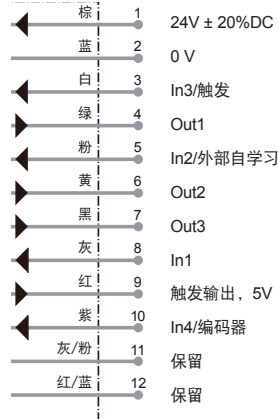 棕 1 24V ± 20%DC
蓝 2 0 V
白 3 In3/触发
绿 4 Out1
粉 5 In2/外部自学习
黄 6 Out2
黑 7 Out3
灰 8 In1
红 9 触发输出，5V
紫 10 In4/编码器
灰/粉 11 保留
红/蓝 12 保留